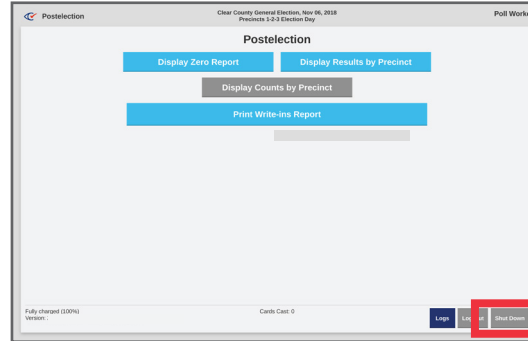 Postelection
Clear County General Election, Nov 06, 2018
Precincts 1-2-3 Election Day
Poll Worke
Postelection
Display Zero Report
Display Results by Precinct
Display Counts by Precinct
Print Write-ins Report
Fully charged (100%)
Version: .
Cards Cast: 0
Logs
Shut Down